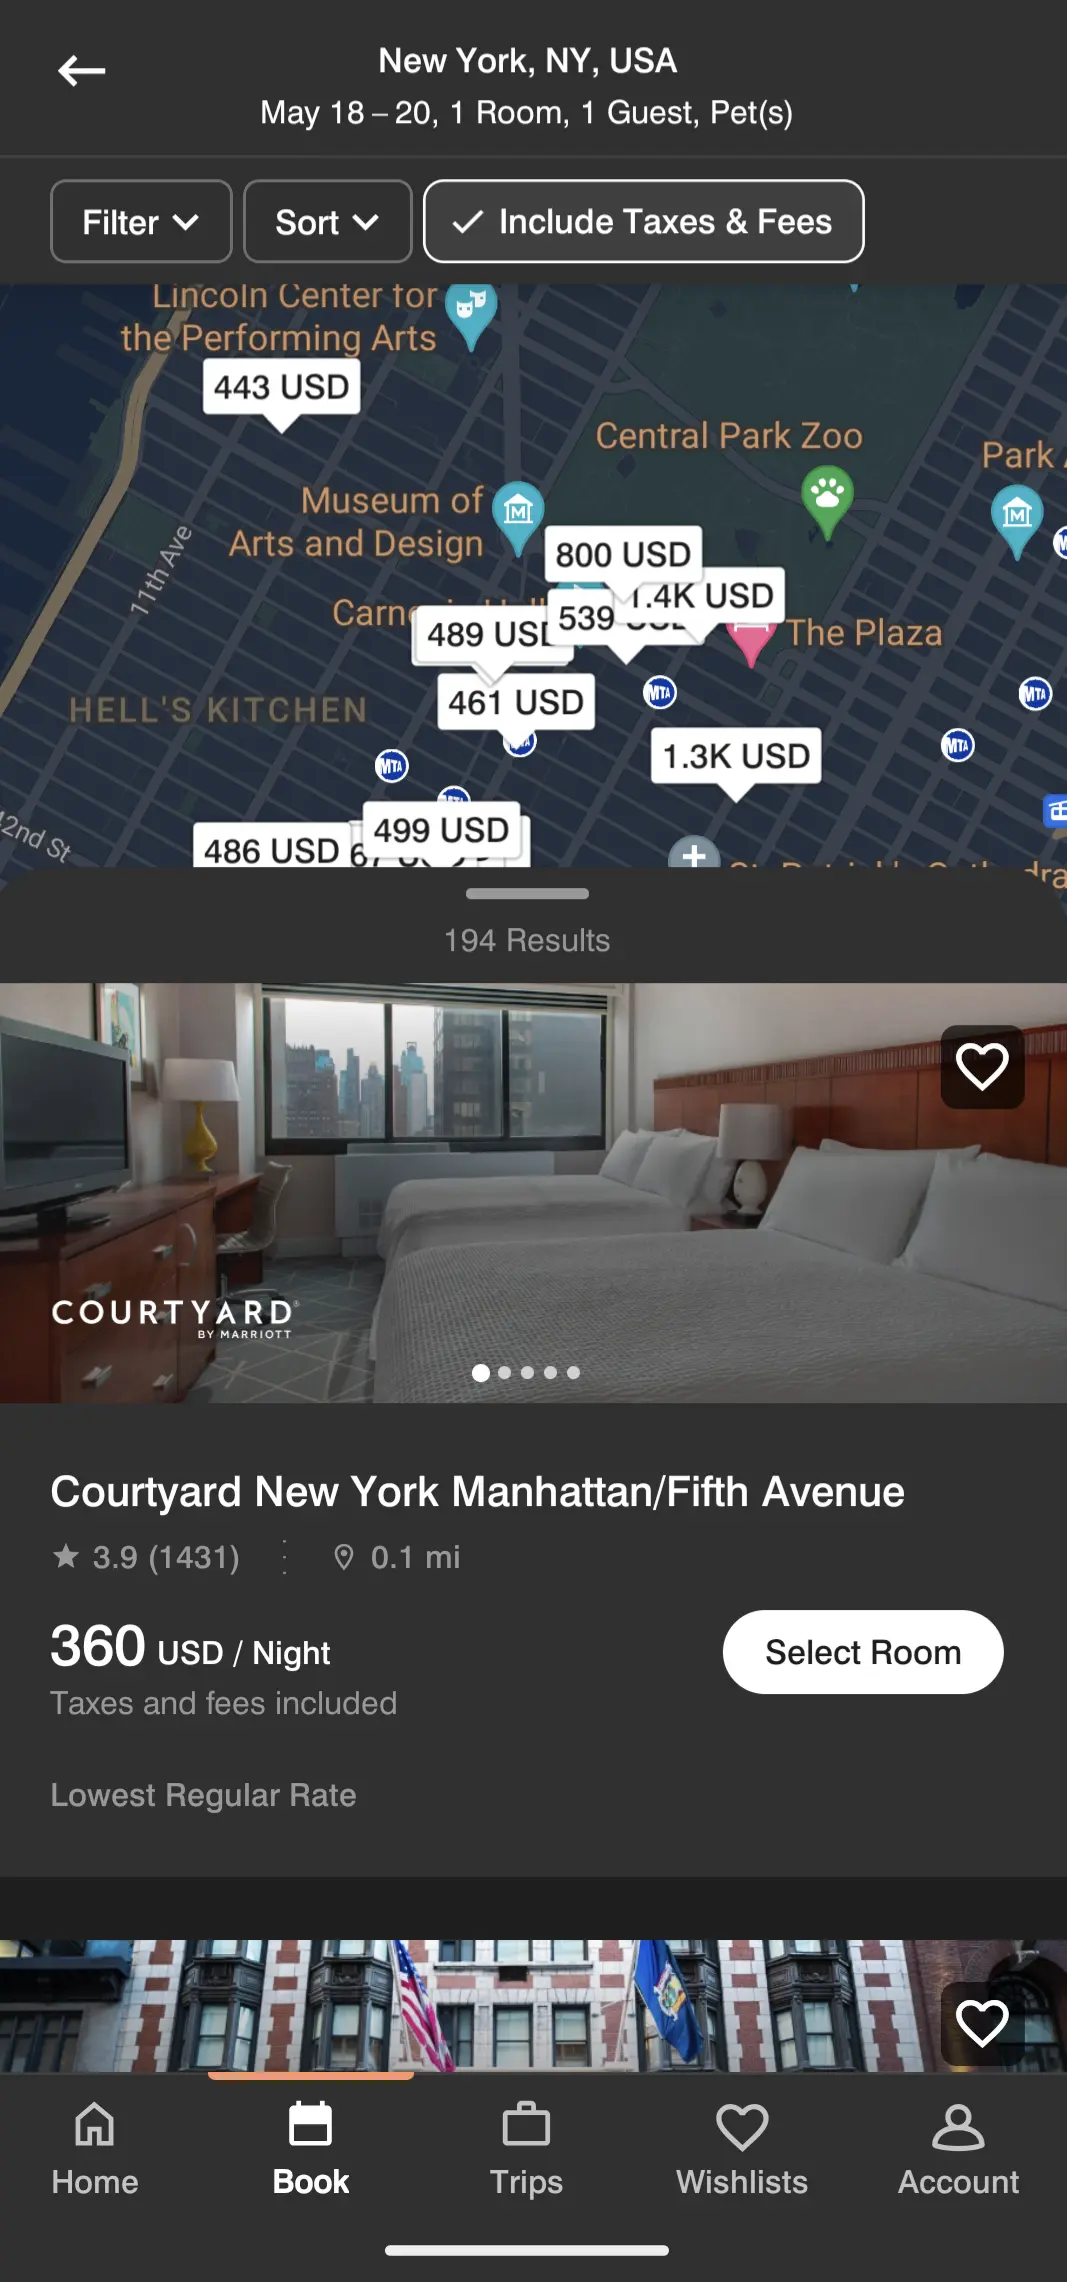 New York, NY, USA
May 18 – 20, 1 Room, 1 Guest, Pet(s)
Filter
Sort
Include Taxes & Fees
Lincoln Center for
the Performing Arts
443 USD
Central Park Zoo
Park
Museum of
Arts and Design
11th Ave
800 USD
1.4K USD
539
489 USD
The Plaza
461 USD
HELL'S KITCHEN
MTA
MTA
MTA
MTA
1.3K USD
42nd St
499 USD
486 USD
194 Results
COURTYARD
BY MARRIOTT
Courtyard New York Manhattan/Fifth Avenue
3.9 (1431)
0.1 mi
360 USD / Night
Select Room
Taxes and fees included
Lowest Regular Rate
Home
Book
Trips
Wishlists
Account